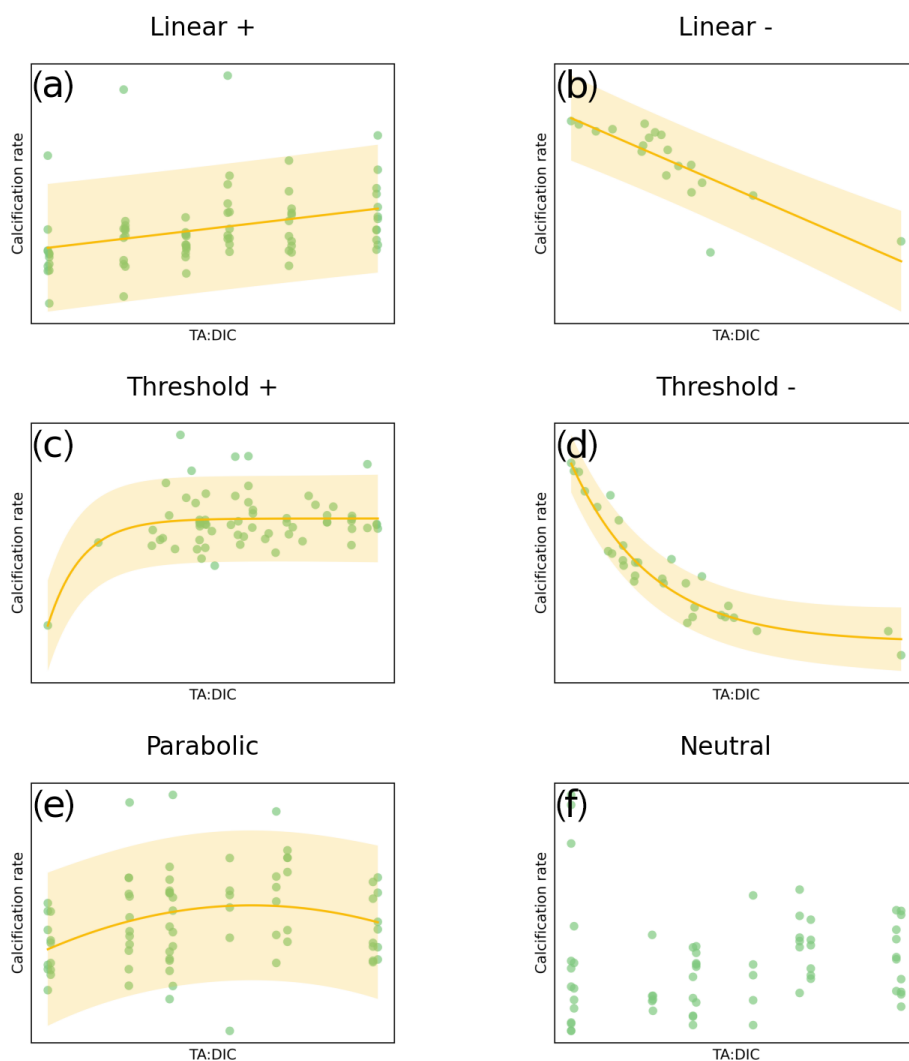 Linear +
Linear -
(a)
(b)
Calcification rate
Calcification rate
TA:DIC
TA:DIC
Threshold +
Threshold -
(c)
(d)
Calcification rate
Calcification rate
TA:DIC
TA:DIC
Parabolic
Neutral
(e)
(f)
Calcification rate
Calcification rate
TA:DIC
TA:DIC